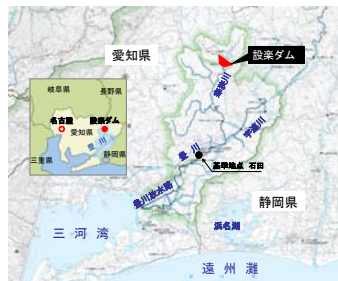 愛知県
設楽ダム
寒狭川
宇連川
豊 川
基準地点 石田
豊川放水路
静岡県
浜名湖
三 河 湾
遠 州 灘
岐阜県
長野県
名古屋
設楽ダム
愛知県
豊 川
三重県
静岡県